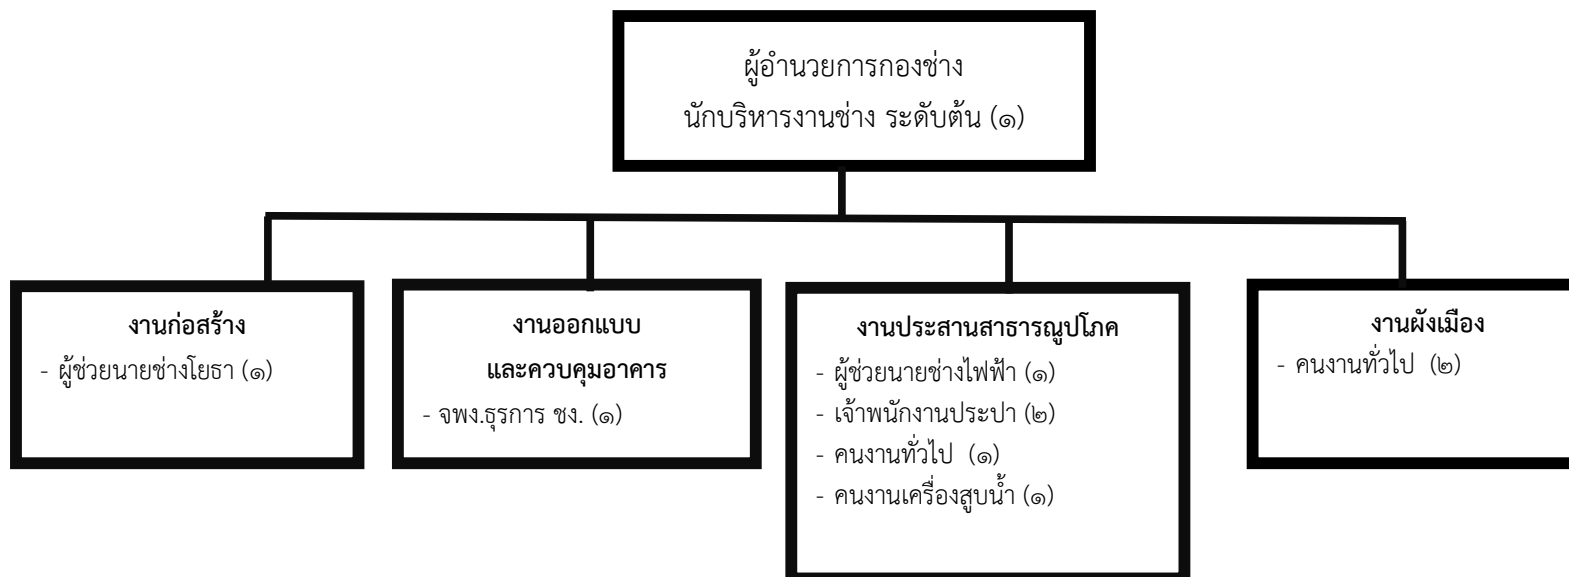 ผู้อำนวยการกองช่าง
นักบริหารงานช่าง ระดับต้น (๑)
งานก่อสร้าง
- ผู้ช่วยนายช่างโยธา (๑)
งานออกแบบ
และควบคุมอาคาร
- จพง.ธุรการ ชง. (๑)
งานประสานสาธารณูปโภค
- ผู้ช่วยนายช่างไฟฟ้า (๑)
- เจ้าพนักงานประปา (๒)
- คนงานทั่วไป (๑)
- คนงานเครื่องสูบน้ำ (๑)
งานผังเมือง
- คนงานทั่วไป (๒)